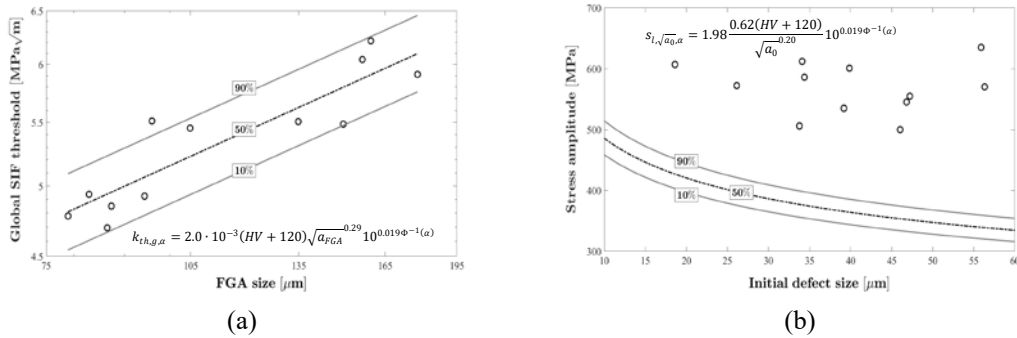 Global SIF threshold [MPa√m]
6.5
6
5.5
5
4.5
90%
50%
10%
k_{th,g,α} = 2.0 · 10^{-3}(HV + 120)√a_{FGA}^{0.29}10^{0.019Φ^{-1}(α)}
75 105 135 165 195
FGA size [μm]
(a)
Stress amplitude [MPa]
700
600
500
400
300
s_{l,√a_0,α} = 1.98 \frac{0.62(HV + 120)}{√a_0^{0.20}} 10^{0.019Φ^{-1}(α)}
90%
50%
10%
10 15 20 25 30 35 40 45 50 55 60
Initial defect size [μm]
(b)